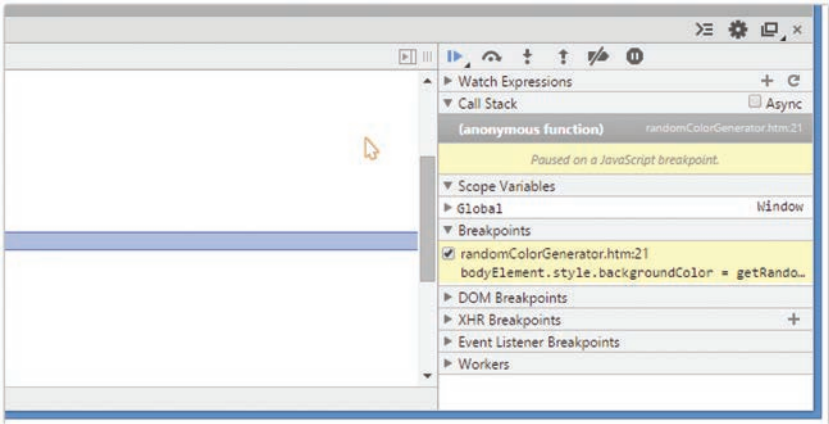 Watch Expressions
Call Stack Async
(anonymous function) randomColorGenerator.htm:21
Paused on a JavaScript breakpoint.
Scope Variables
Global Window
Breakpoints
randomColorGenerator.htm:21
bodyElement.style.backgroundColor = getRando…
DOM Breakpoints
XHR Breakpoints
Event Listener Breakpoints
Workers